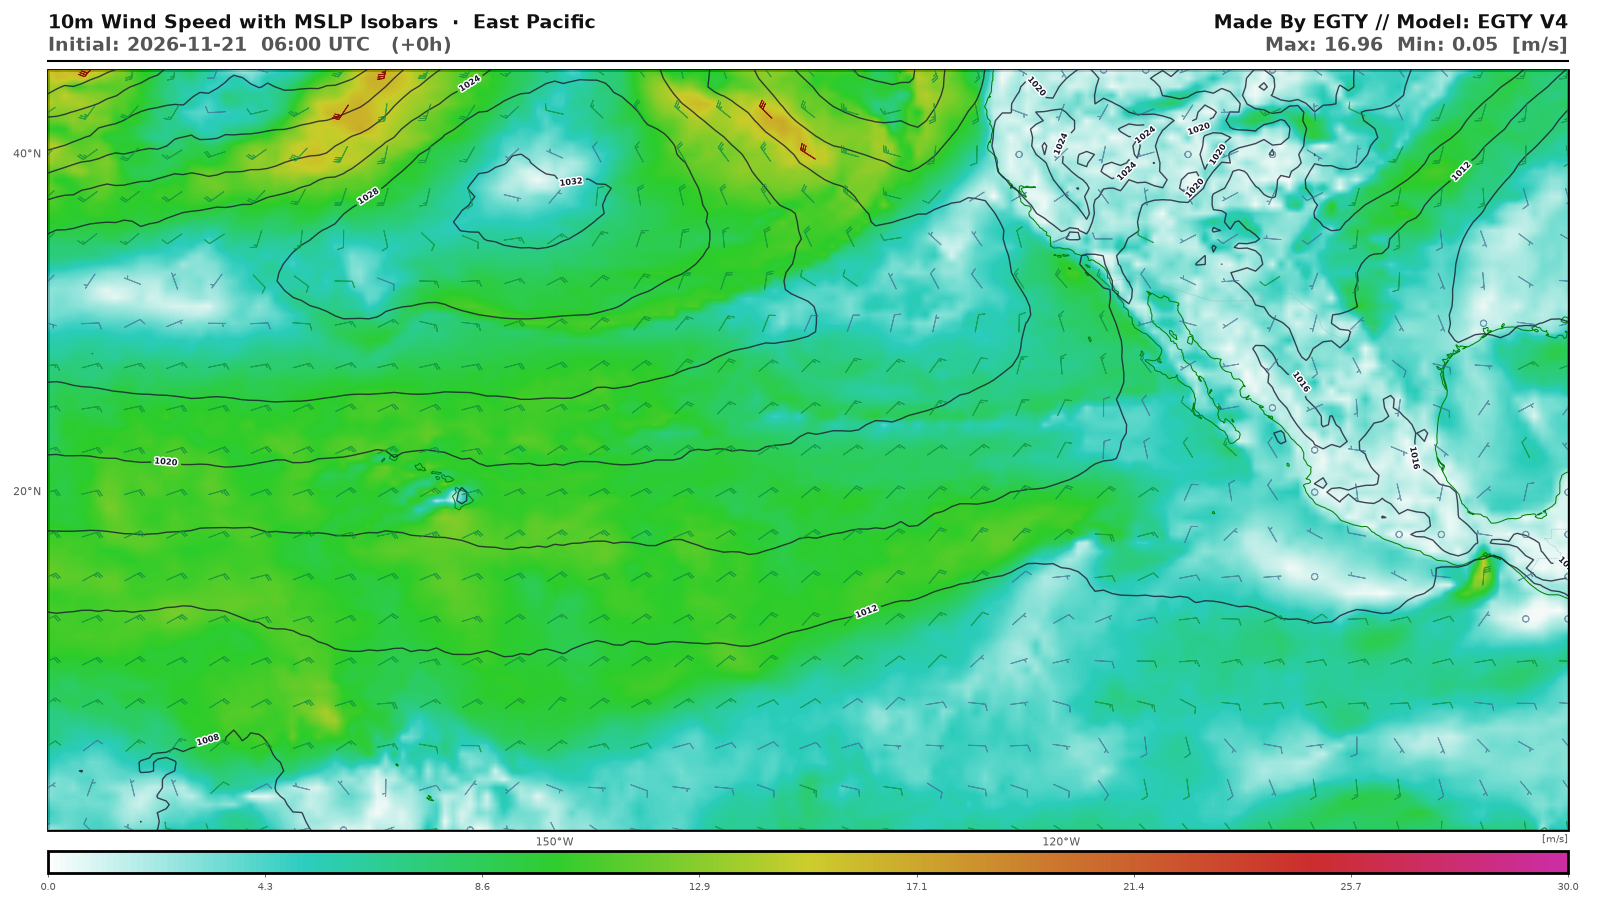 10m Wind Speed with MSLP Isobars · East Pacific
Made By EGTY // Model: EGTY V4
Initial: 2026-11-21 06:00 UTC (+0h)
Max: 16.96 Min: 0.05 [m/s]
1024
1020
1024
1024
1020
1020
1024
1020
1012
1032
1028
40°N
1016
1016
1020
20°N
1012
1008
150°W
120°W
[m/s]
0.0
4.3
8.6
12.9
17.1
21.4
25.7
30.0